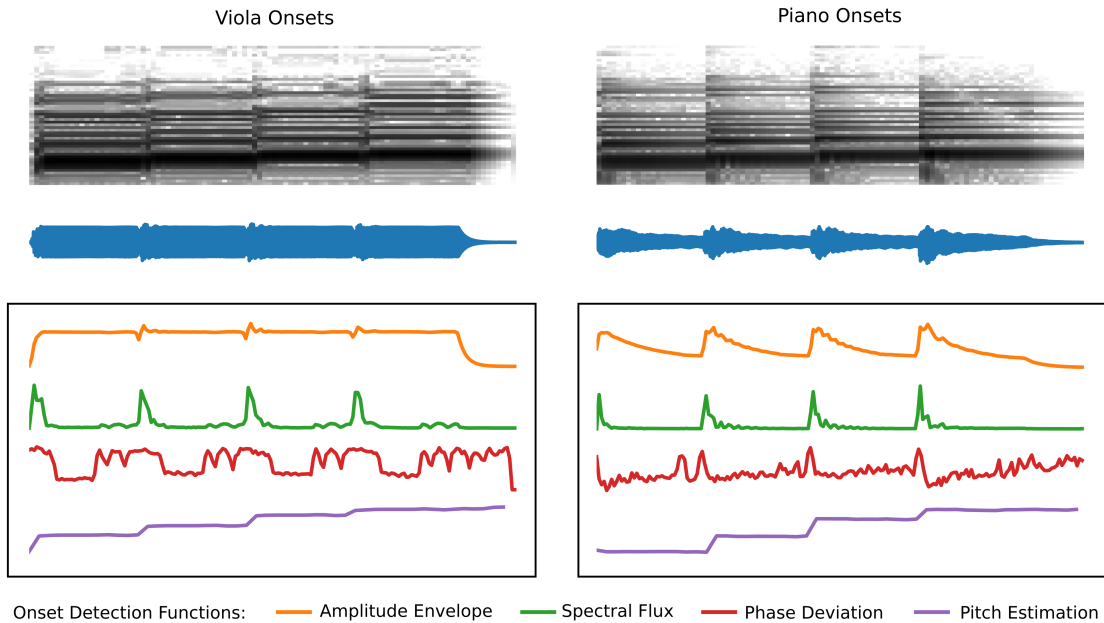 Viola Onsets
Piano Onsets
Onset Detection Functions: Amplitude Envelope Spectral Flux Phase Deviation Pitch Estimation